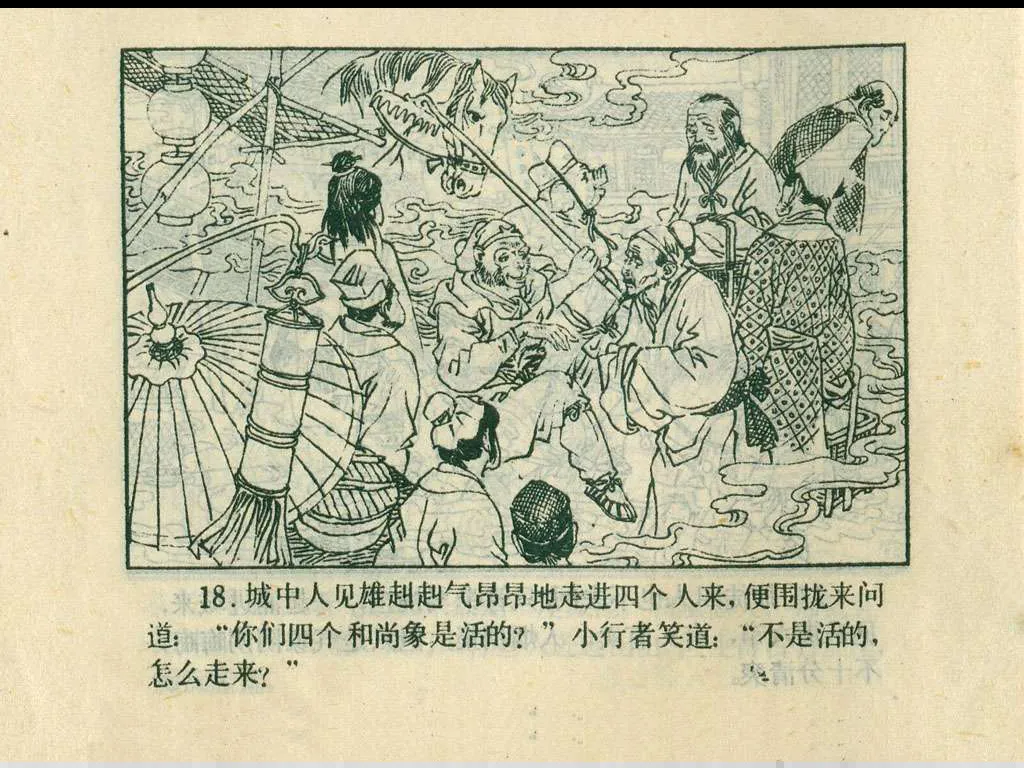 18. 城中人见雄赳赳气昂昂地走进四个人来，便围拢来问
道：“你们四个和尚象是活的？”小行者笑道：“不是活的，
怎么走来？”